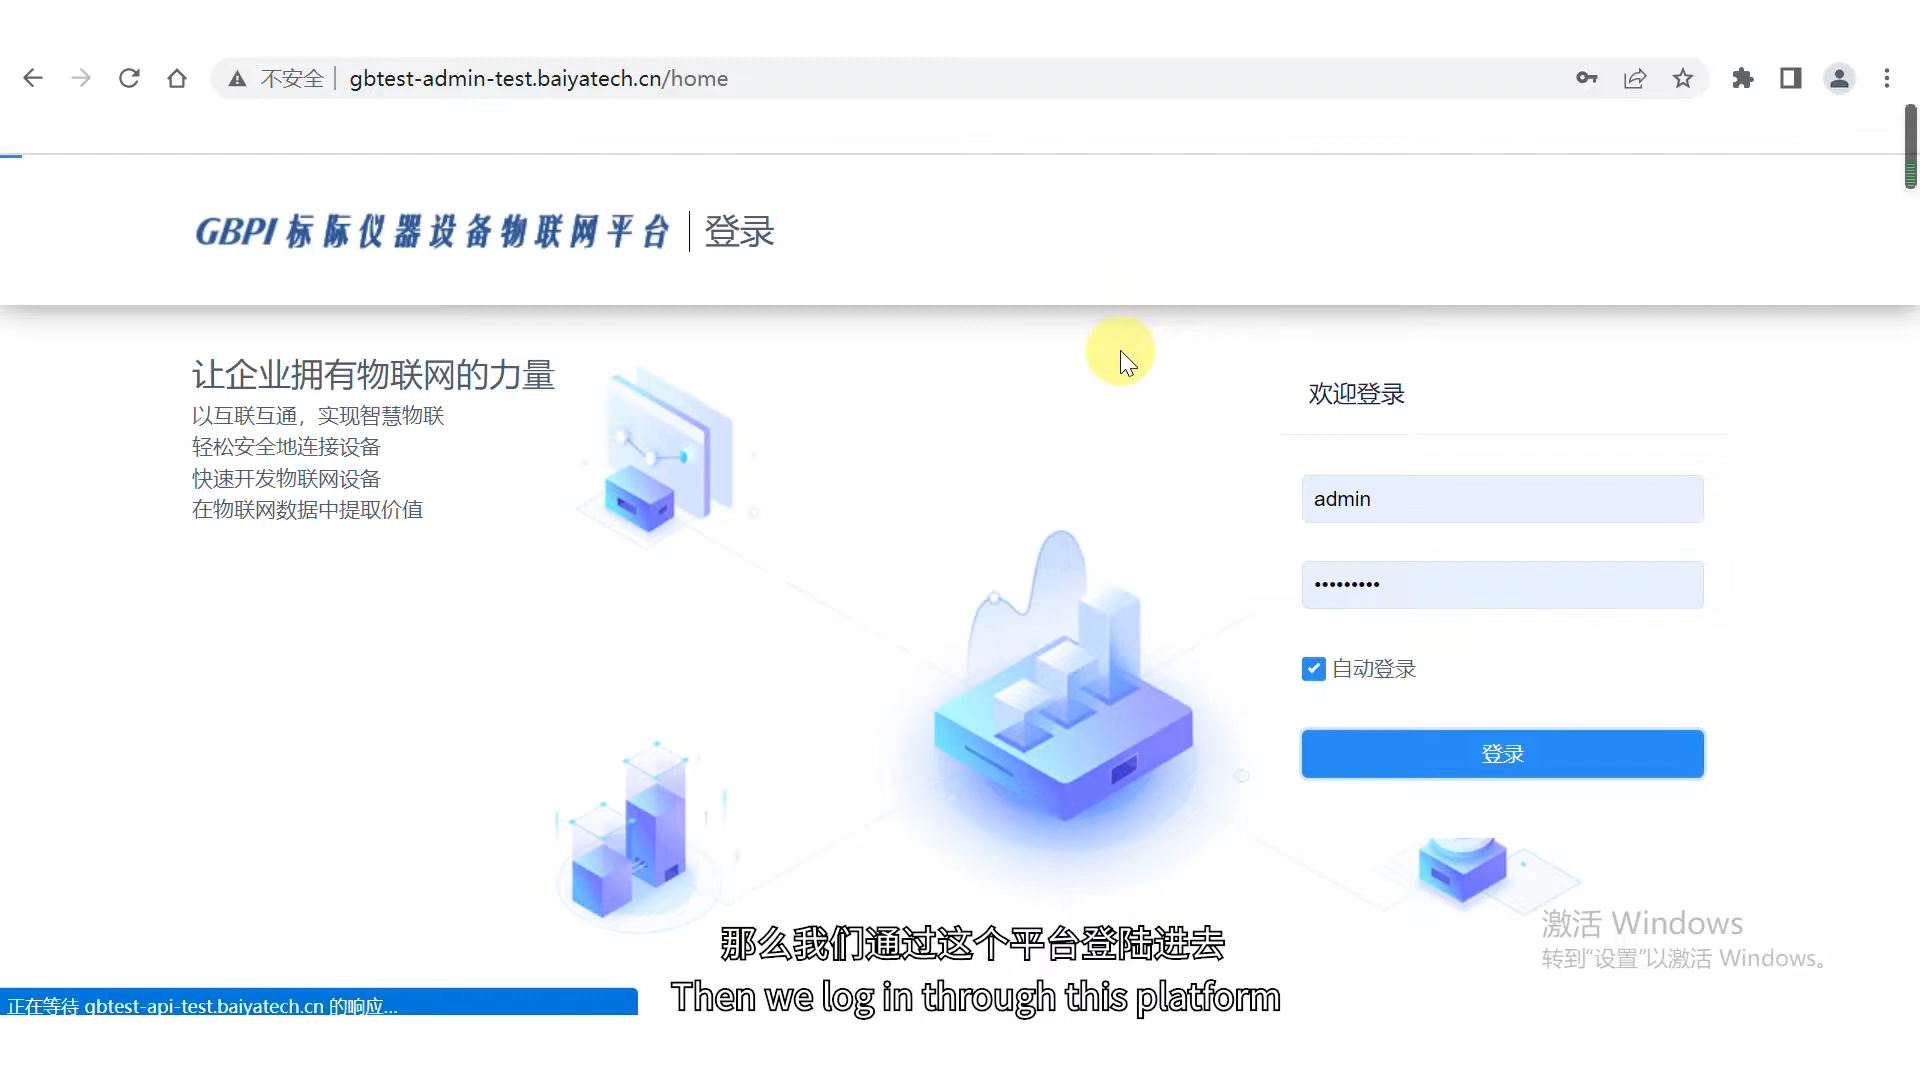 不安全 gbtest-admin-test.baiyatech.cn/home
GBPI 标际仪器设备物联网平台 登录
让企业拥有物联网的力量
以互联互通，实现智慧物联
轻松安全地连接设备
快速开发物联网设备
在物联网数据中提取价值
欢迎登录
admin
•••••••••
自动登录
登录
激活 Windows
转到“设置”以激活 Windows。
那么我们通过这个平台登陆进去
Then we log in through this platform
正在等待 gbtest-api-test.baiyatech.cn 的响应...